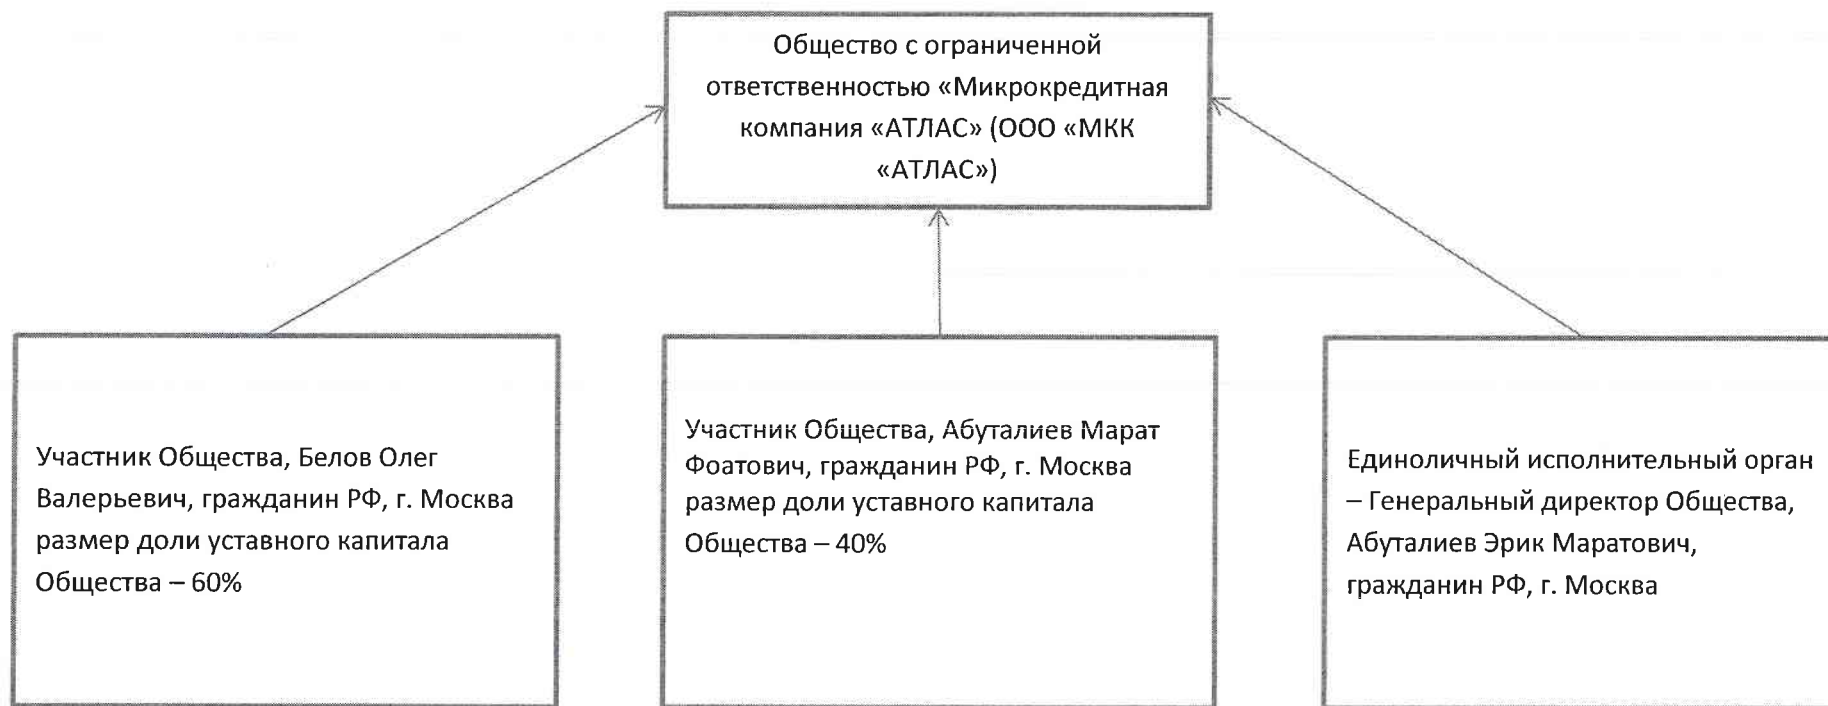 Общество с ограниченной
ответственностью «Микрокредитная
компания «АТЛАС» (ООО «МКК
«АТЛАС»)
Участник Общества, Белов Олег
Валерьевич, гражданин РФ, г. Москва
размер доли уставного капитала
Общества – 60%
Участник Общества, Абуталиев Марат
Фоатович, гражданин РФ, г. Москва
размер доли уставного капитала
Общества – 40%
Единоличный исполнительный орган
– Генеральный директор Общества,
Абуталиев Эрик Маратович,
гражданин РФ, г. Москва